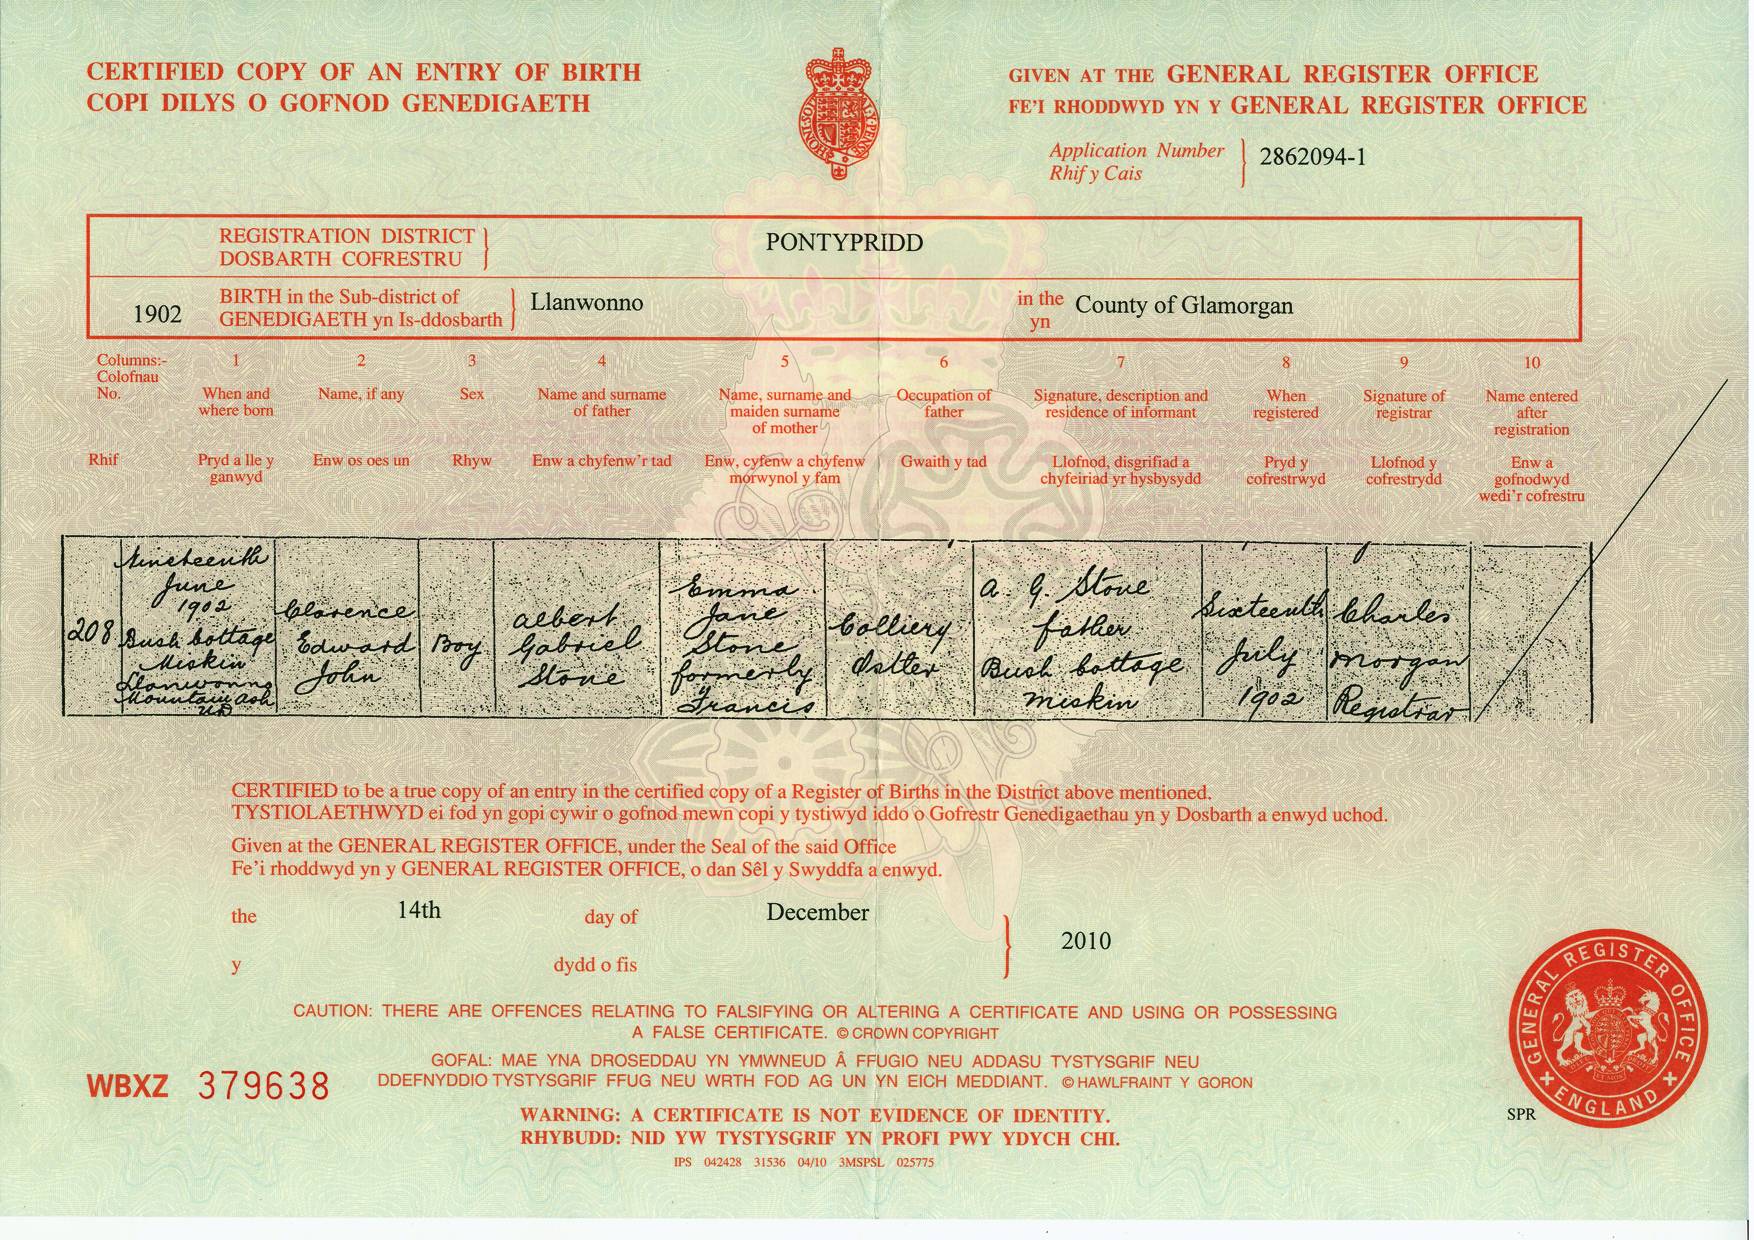 CERTIFIED COPY OF AN ENTRY OF BIRTH
COPI DILYS O GOFNOD GENEDIGAETH
GIVEN AT THE GENERAL REGISTER OFFICE
FE'I RHODDWYD YN Y GENERAL REGISTER OFFICE
Application Number
Rhif y Cais
2862094-1
REGISTRATION DISTRICT
DOSBARTH COFRESTRU
PONTYPRIDD
1902
BIRTH in the Sub-district of
GENEDIGAETH yn Is-ddosbarth
Llanwonno
in the
yn
County of Glamorgan
Columns:-
Colofnau
No.
Rhif
1
When and
where born
Pryd a lle y
ganwyd
2
Name, if any
Enw os oes un
3
Sex
Rhyw
4
Name and surname
of father
Enw a chyfenw'r tad
5
Name, surname and
maiden surname
of mother
Enw, cyfenw a chyfenw
morwynol y fam
6
Occupation of
father
Gwaith y tad
7
Signature, description and
residence of informant
Llofnod, disgrifiad a
chyfeiriad yr hysbysydd
8
When
registered
Pryd y
cofrestrwyd
9
Signature of
registrar
Llofnod y
cofrestrydd
10
Name entered
after
registration
Enw a
gofnodwyd
wedi'r cofrestru
208
Nineteenth
June
1902
Bush Cottage
Miskin
Llanwonno
Mountain Ash
UD
Clarence
Edward
John
Boy
Albert
Gabriel
Stone
Emma
Jane
Stone
formerly
Francis
Colliery
Ostler
A. G. Stone
father
Bush Cottage
Miskin
Sixteenth
July
1902
Charles
Morgan
Registrar
CERTIFIED to be a true copy of an entry in the certified copy of a Register of Births in the District above mentioned.
TYSTIOLAETHWYD ei fod yn gopi cywir o gofnod mewn copi y tystiwyd iddo o Gofrestr Genedigaethau yn y Dosbarth a enwyd uchod.
Given at the GENERAL REGISTER OFFICE, under the Seal of the said Office
Fe'i rhoddwyd yn y GENERAL REGISTER OFFICE, o dan Sêl y Swyddfa a enwyd.
the 14th day of December
y dydd o fis
2010
CAUTION: THERE ARE OFFENCES RELATING TO FALSIFYING OR ALTERING A CERTIFICATE AND USING OR POSSESSING
A FALSE CERTIFICATE. © CROWN COPYRIGHT
GOFAL: MAE YNA DROSEDDAU YN YMWNEUD Â FFUGIO NEU ADDASU TYSTYSGRIF NEU
DDEFNYDDIO TYSTYSGRIF FFUG NEU WRTH FOD AG UN YN EICH MEDDIANT. © HAWLFRAINT Y GORON
WBXZ 379638
WARNING: A CERTIFICATE IS NOT EVIDENCE OF IDENTITY.
RHYBUDD: NID YW TYSTYSGRIF YN PROFI PWY YDYCH CHI.
IPS 042428 31536 04/10 3MSPSL 025775
SPR
GENERAL REGISTER OFFICE
ENGLAND